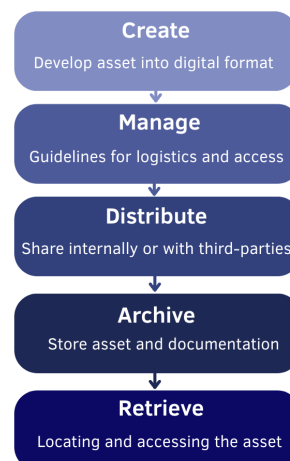 Create
Develop asset into digital format
Manage
Guidelines for logistics and access
Distribute
Share internally or with third-parties
Archive
Store asset and documentation
Retrieve
Locating and accessing the asset